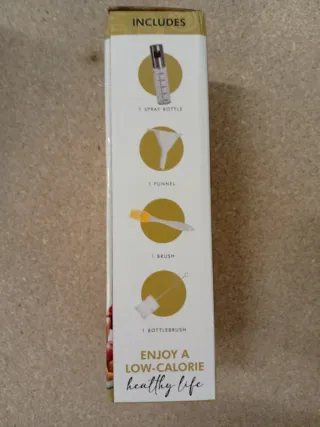 INCLUDES
1 SPRAY BOTTLE
1 FUNNEL
1 BRUSH
1 BOTTLEBRUSH
ENJOY A
LOW-CALORIE
healthy life